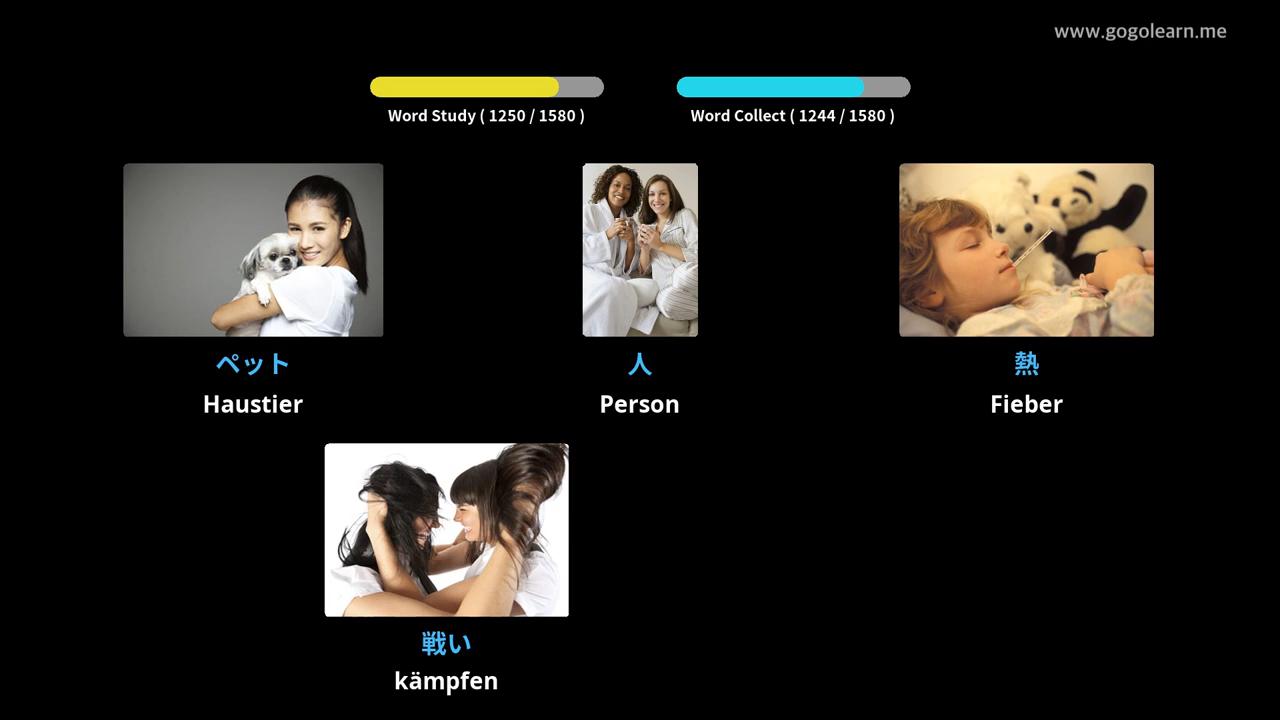 www.gogolearn.me
Word Study ( 1250 / 1580 )
Word Collect ( 1244 / 1580 )
ペット
人
熱
Haustier
Person
Fieber
戦い
kämpfen